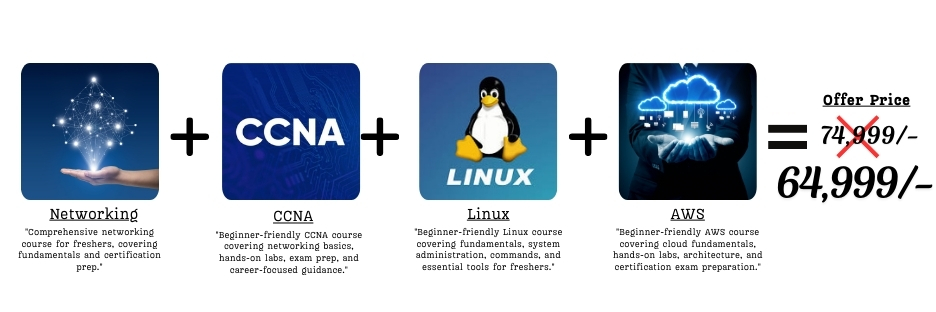 CCNA
LINUX
Offer Price
74,999/-
64,999/-
Networking
"Comprehensive networking
course for freshers, covering
fundamentals and certification
prep."
CCNA
"Beginner-friendly CCNA course
covering networking basics,
hands-on labs, exam prep, and
career-focused guidance."
Linux
"Beginner-friendly Linux course
covering fundamentals, system
administration, commands, and
essential tools for freshers."
AWS
"Beginner-friendly AWS course
covering cloud fundamentals,
hands-on labs, architecture, and
certification exam preparation."